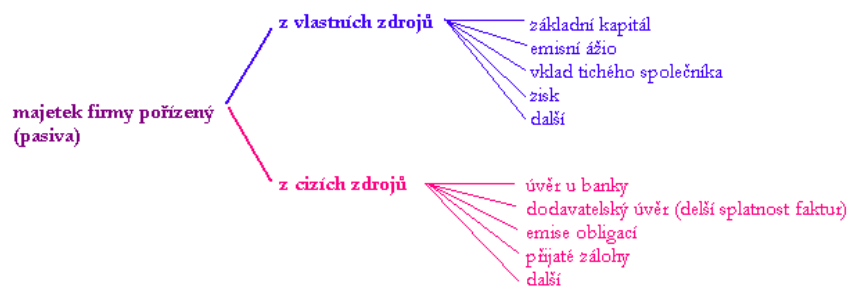 z vlastních zdrojů
základní kapitál
emisní ážio
vklad tichého společníka
zisk
další
majetek firmy pořízený
(pasiva)
z cizích zdrojů
úvěr u banky
dodavatelský úvěr (delší splatnost faktur)
emise obligací
přijaté zálohy
další